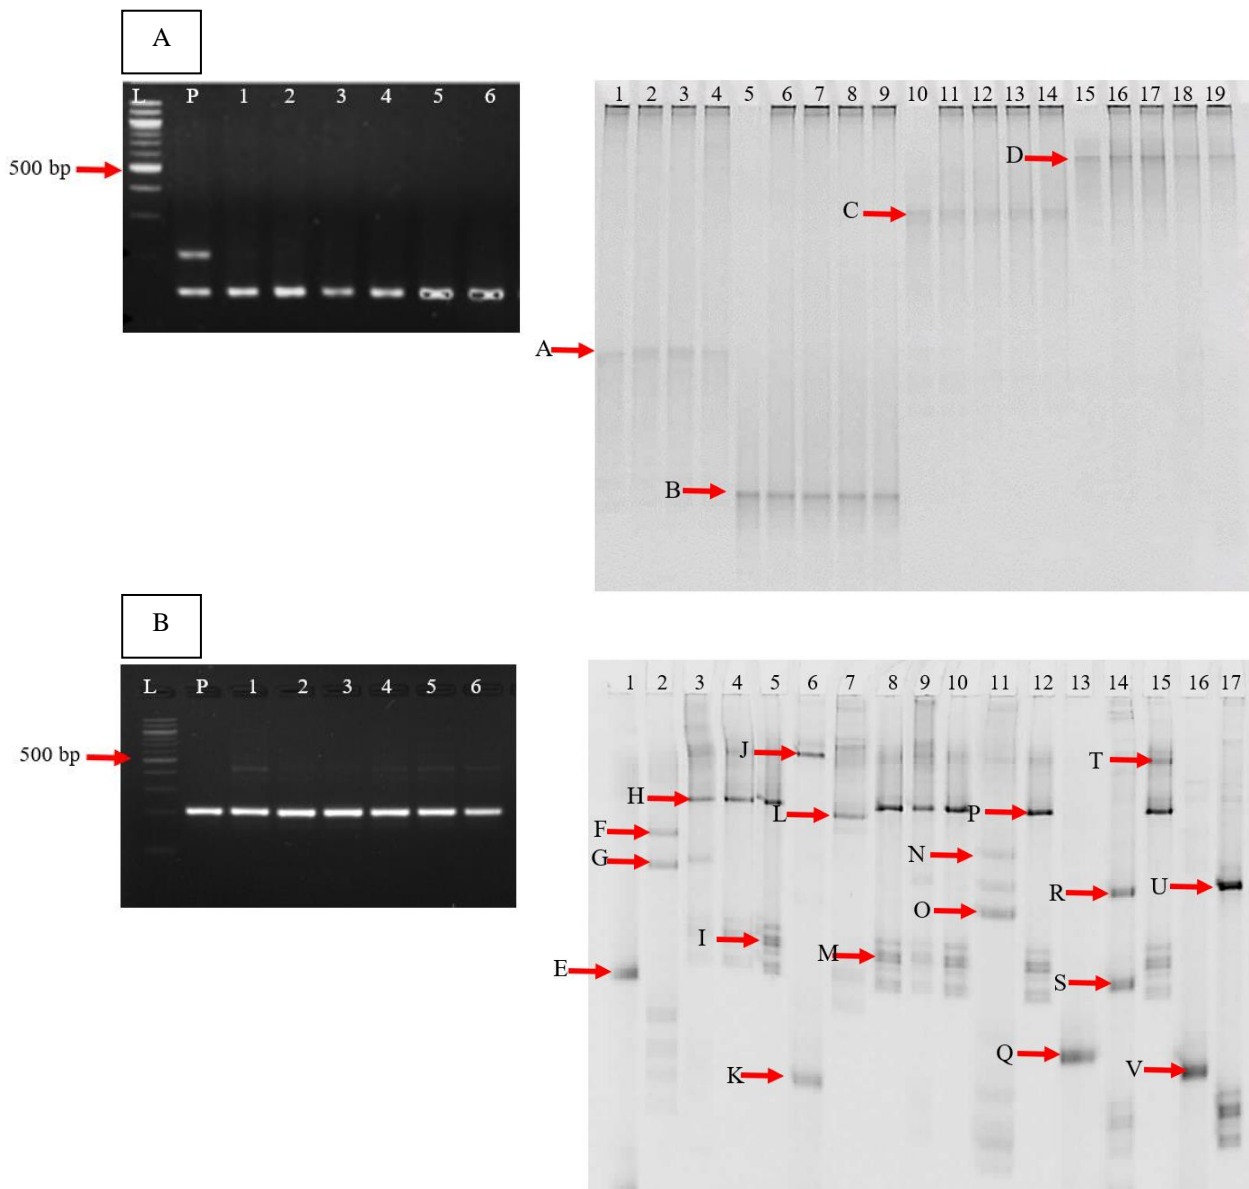 A
L P 1 2 3 4 5 6
500 bp
1 2 3 4 5 6 7 8 9 10 11 12 13 14 15 16 17 18 19
D
C
A
B
B
L P 1 2 3 4 5 6
500 bp
1 2 3 4 5 6 7 8 9 10 11 12 13 14 15 16 17
J
T
H
L
P
F
N
G
R
U
O
I
M
E
S
Q
V
K